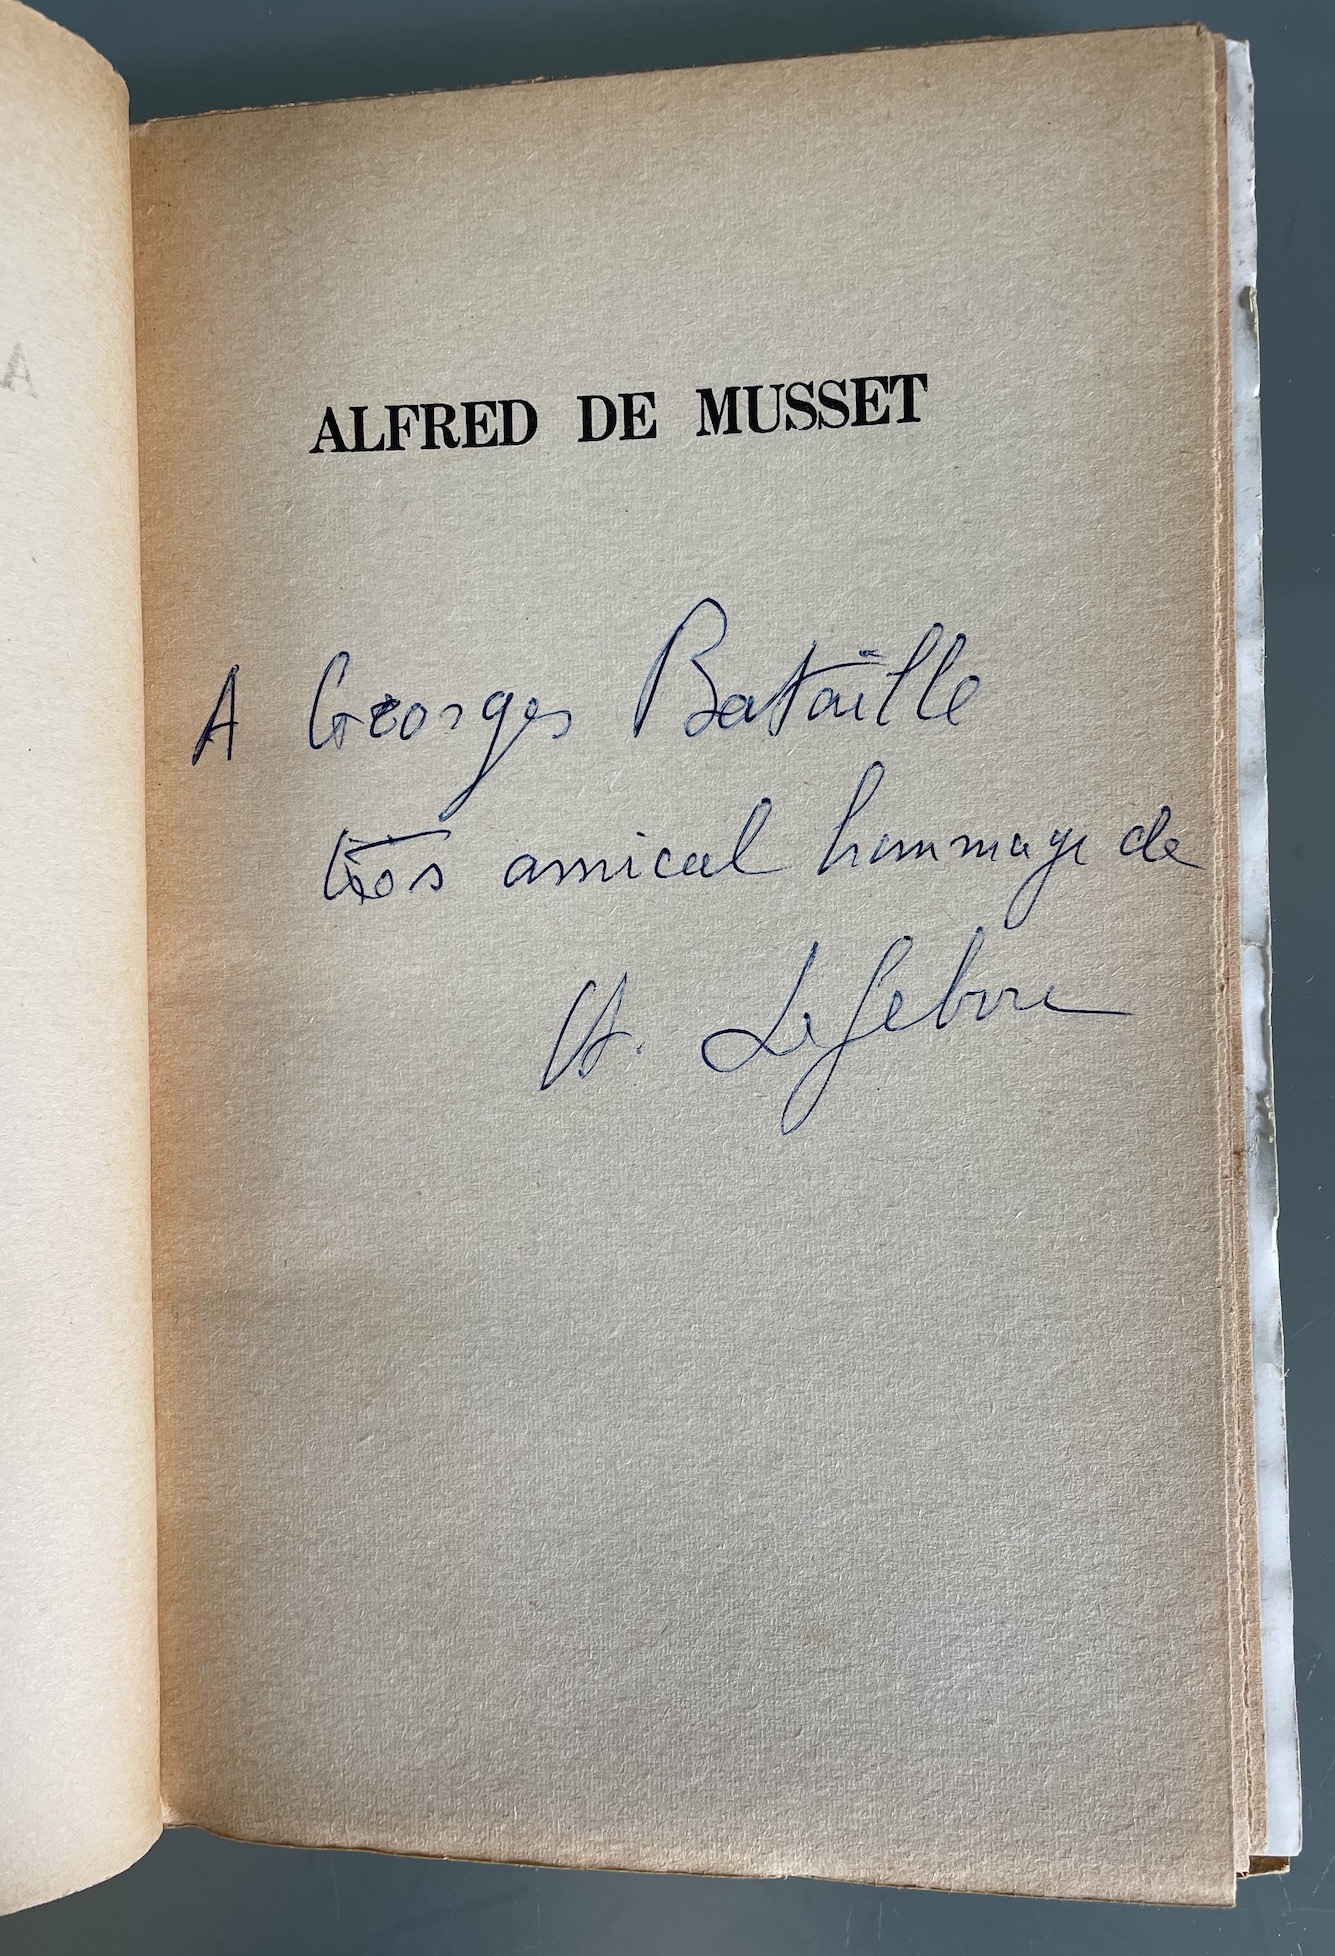 ALFRED DE MUSSET
A Georges Bataille
très amical hommage de
H. Lefebvre
A